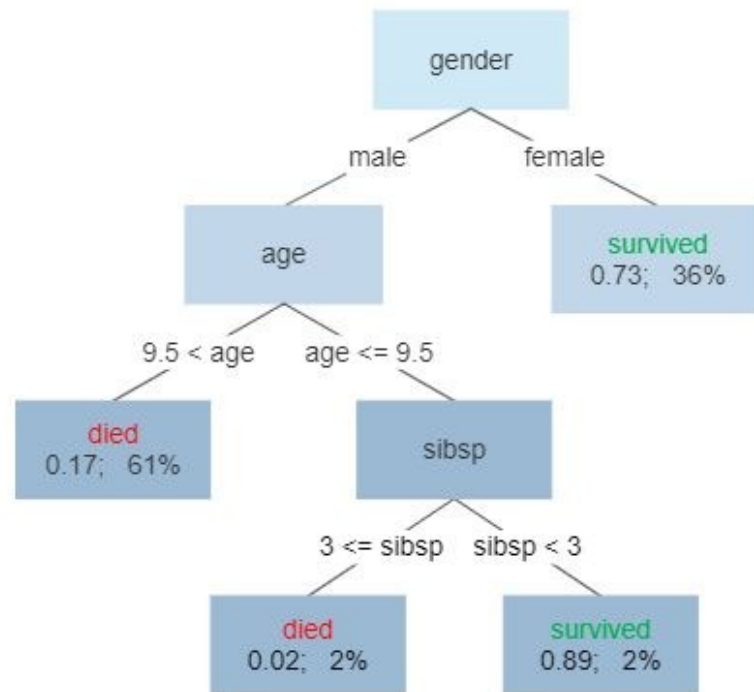 gender
male female
age
survived
0.73; 36%
9.5 < age age <= 9.5
died
0.17; 61%
sibsp
3 <= sibsp sibsp < 3
died
0.02; 2%
survived
0.89; 2%